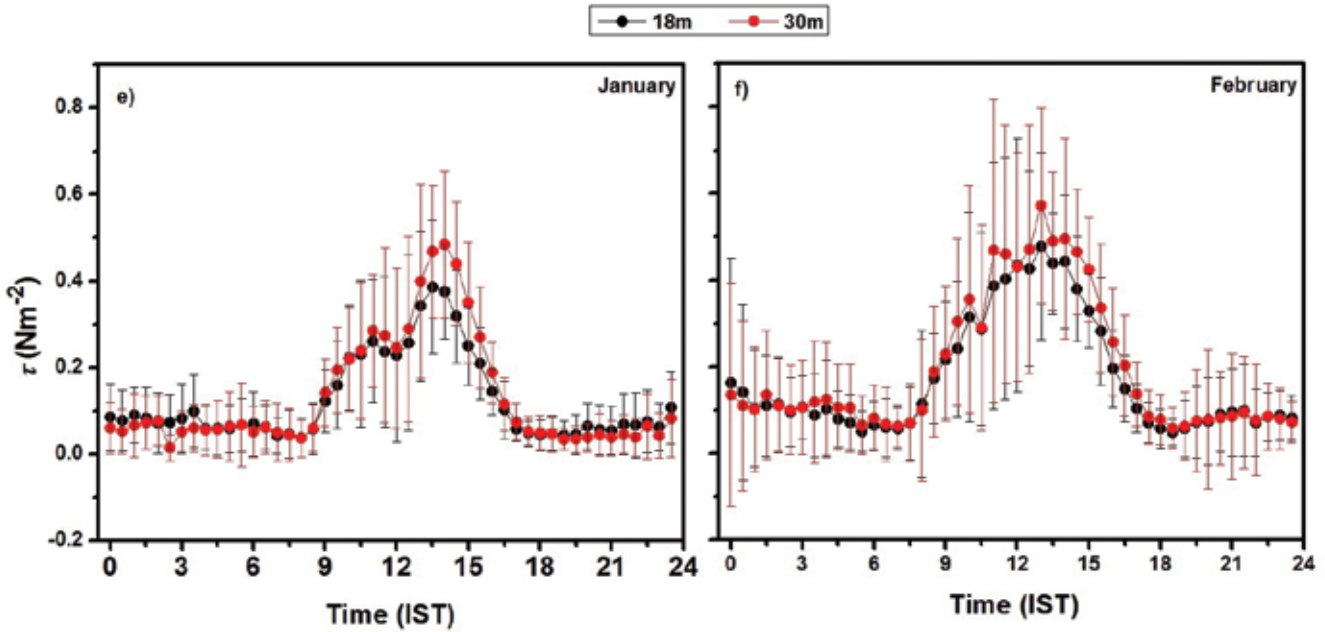 18m 30m
e) January
f) February
τ (Nm⁻²)
0.8
0.6
0.4
0.2
0.0
-0.2
0 3 6 9 12 15 18 21 24
0 3 6 9 12 15 18 21 24
Time (IST)
Time (IST)